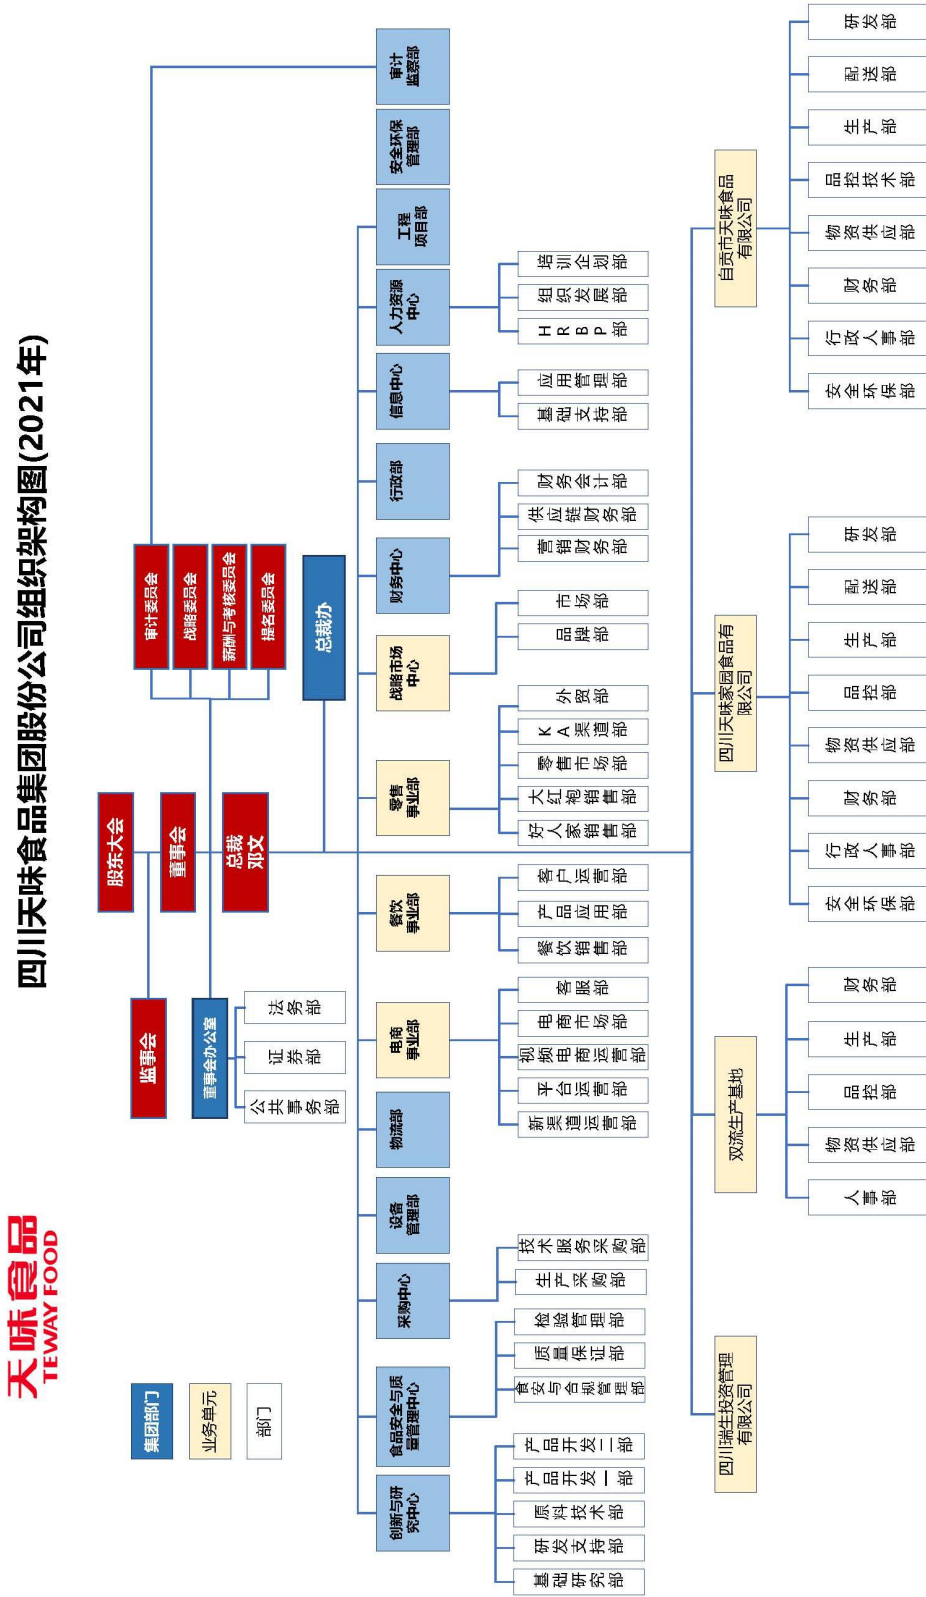 四川天味食品集团股份公司组织架构图(2021年)
天味食品
TEWAY FOOD
集团部门
业务单元
部门
股东大会
监事会
董事会
总裁
邓文
审计委员会
战略委员会
薪酬与考核委员会
提名委员会
董事会办公室
公共事务部
证券部
法务部
总裁办
创新与研
究中心
食品安全与质
量管理中心
采购中心
设备
管理部
物流部
电商
事业部
餐饮
事业部
零售
事业部
战略市场
中心
财务中心
行政部
信息中心
人力资源
中心
工程
项目部
安全环保
管理部
审计
监察部
基础研究部
研发支持部
原料技术部
产品开发一部
产品开发二部
食安与合规管理部
质量保证部
检验管理部
生产采购部
技术服务采购部
新渠道运营部
平台运营部
视频电商运营部
电商市场部
客服部
餐饮销售部
产品应用部
客户运营部
好人家销售部
大红袍销售部
零售市场部
KA渠道部
外贸部
品牌部
市场部
营销财务部
供应链财务部
财务会计部
基础支持部
应用管理部
HRBP部
组织发展部
培训企划部
四川瑞生投资管理
有限公司
双流生产基地
四川天味家园食品有
限公司
自贡市天味食品
有限公司
人事部
物资供应部
品控部
生产部
财务部
安全环保部
行政人事部
财务部
物资供应部
品控部
生产部
配送部
研发部
安全环保部
行政人事部
财务部
物资供应部
品控技术部
生产部
配送部
研发部